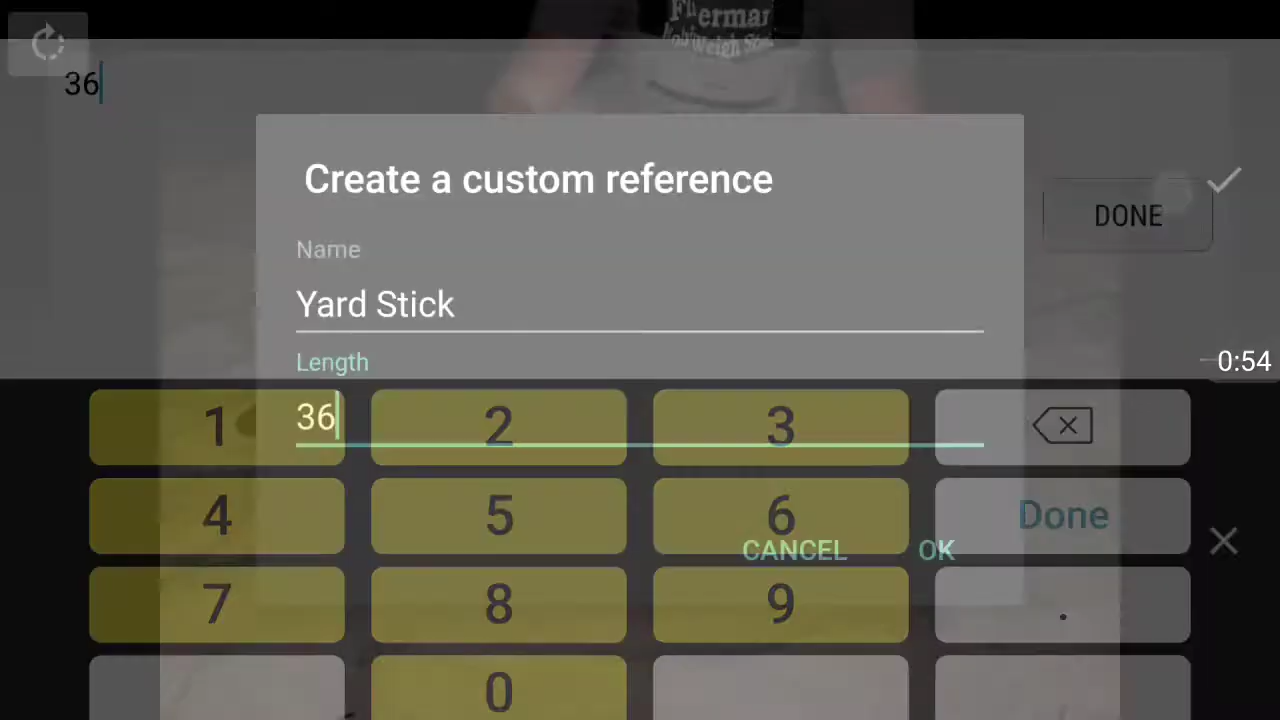 36
Create a custom reference
Name
Yard Stick
DONE
Length
0:54
36
1 2 3
4 5 6 Done
CANCEL OK
7 8 9 .
0